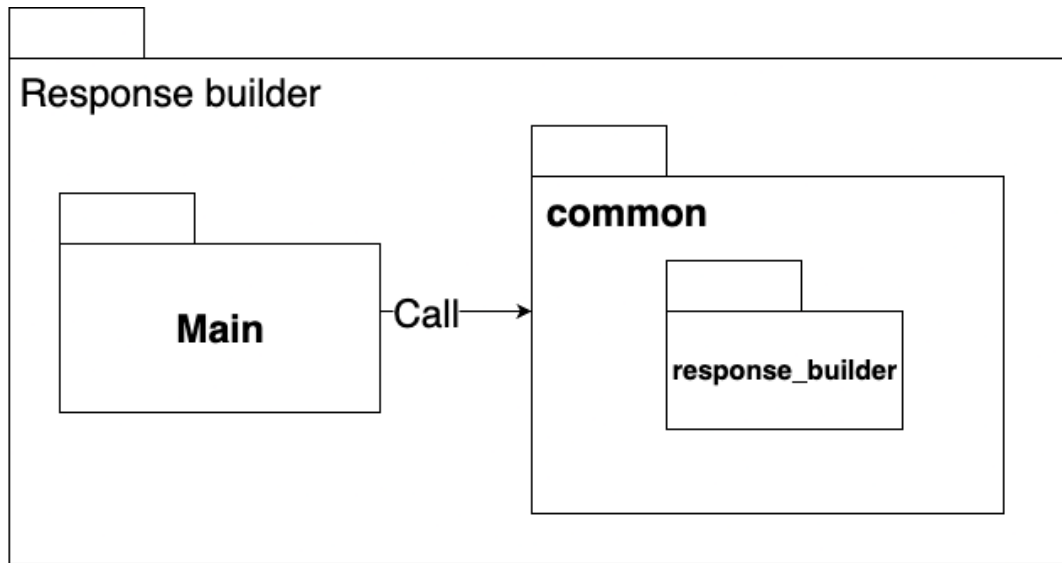 Response builder
common
Main
Call
response_builder